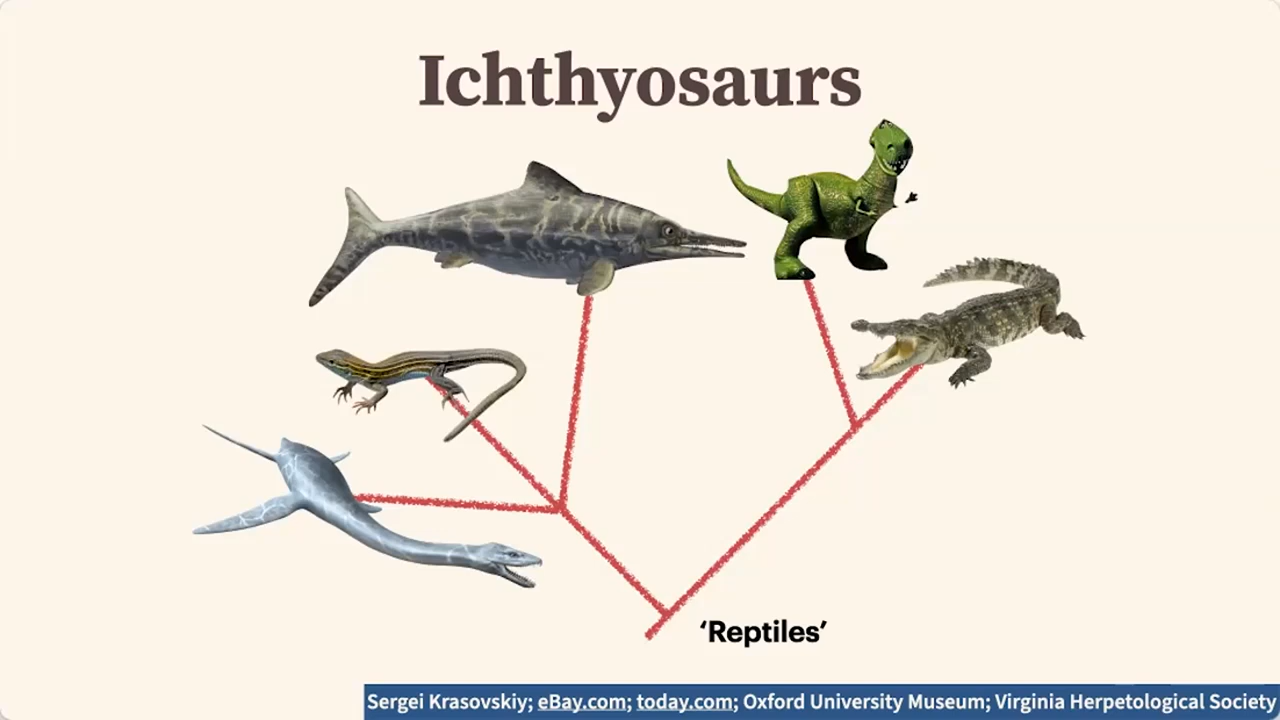 Ichthyosaurs
‘Reptiles’
Sergei Krasovskiy; eBay.com; today.com; Oxford University Museum; Virginia Herpetological Society